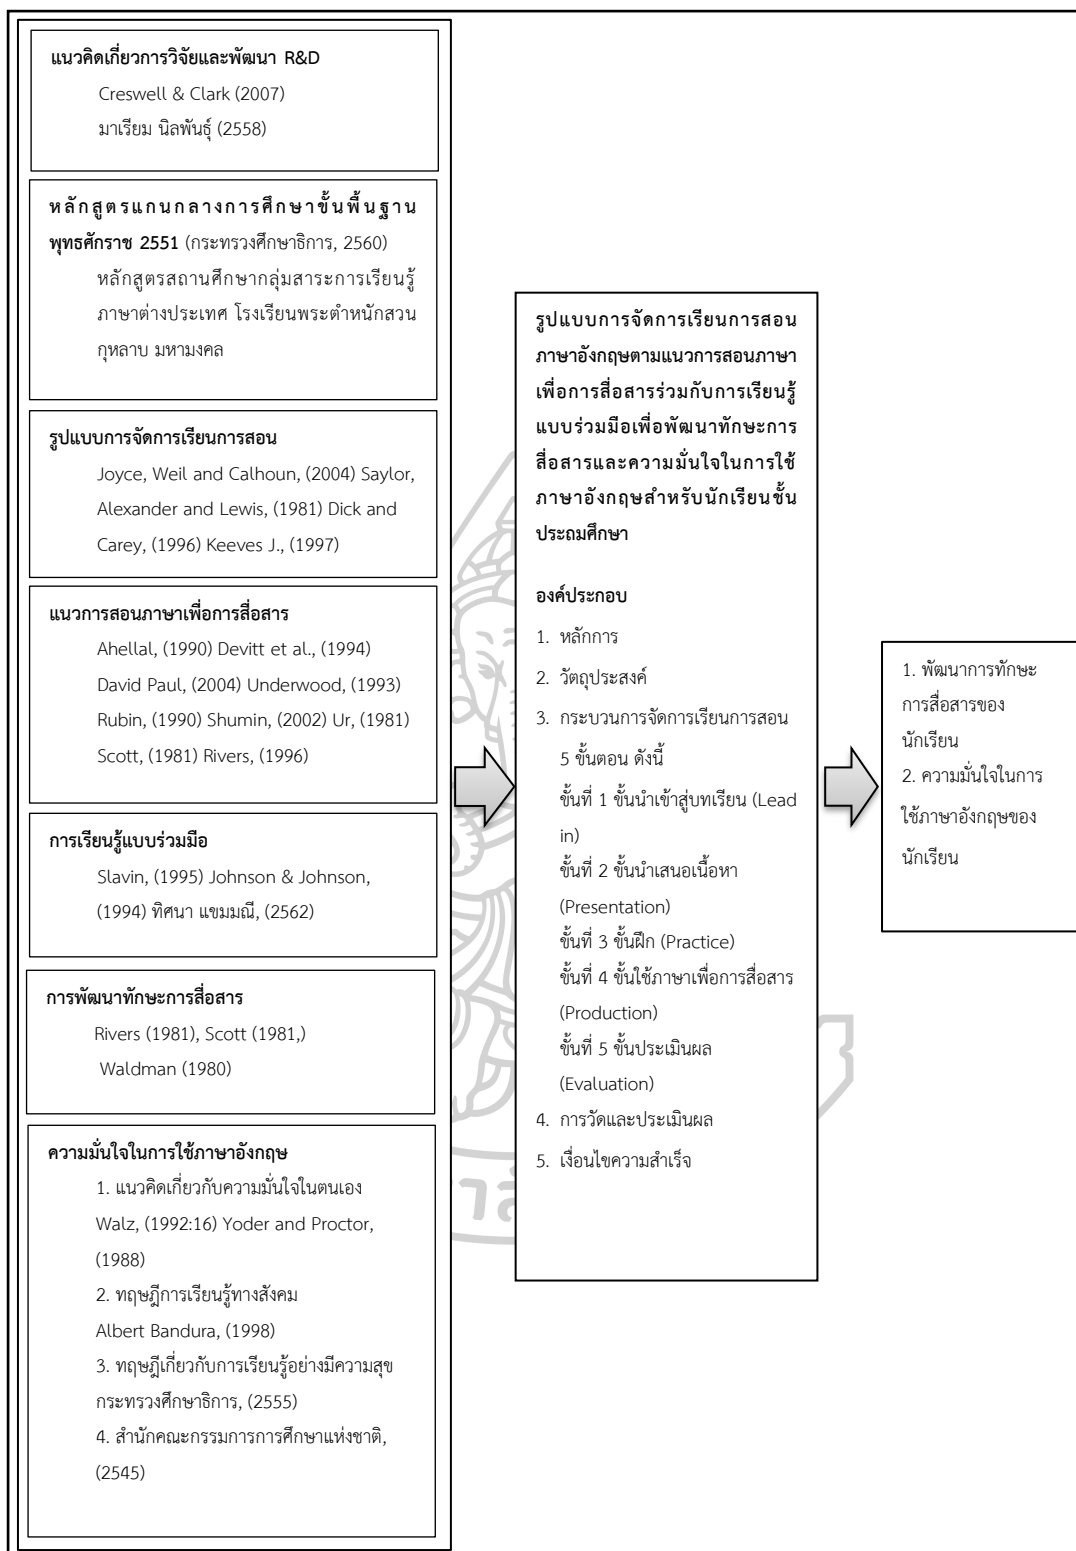 แนวคิดเกี่ยวการวิจัยและพัฒนา R&D
Creswell & Clark (2007)
มาเรียม นิลพันธุ์ (2558)
หลักสูตรแกนกลางการศึกษาขั้นพื้นฐาน
พุทธศักราช 2551 (กระทรวงศึกษาธิการ, 2560)
หลักสูตรสถานศึกษากลุ่มสาระการเรียนรู้
ภาษาต่างประเทศ โรงเรียนพระตำหนักสวน
กุหลาบ มหามงคล
รูปแบบการจัดการเรียนการสอน
Joyce, Weil and Calhoun, (2004) Saylor,
Alexander and Lewis, (1981) Dick and
Carey, (1996) Keeves J., (1997)
แนวการสอนภาษาเพื่อการสื่อสาร
Ahellal, (1990) Devitt et al., (1994)
David Paul, (2004) Underwood, (1993)
Rubin, (1990) Shumin, (2002) Ur, (1981)
Scott, (1981) Rivers, (1996)
การเรียนรู้แบบร่วมมือ
Slavin, (1995) Johnson & Johnson,
(1994) ทิศนา แขมมณี, (2562)
การพัฒนาทักษะการสื่อสาร
Rivers (1981), Scott (1981,)
Waldman (1980)
ความมั่นใจในการใช้ภาษาอังกฤษ
1. แนวคิดเกี่ยวกับความมั่นใจในตนเอง
Walz, (1992:16) Yoder and Proctor,
(1988)
2. ทฤษฎีการเรียนรู้ทางสังคม
Albert Bandura, (1998)
3. ทฤษฎีเกี่ยวกับการเรียนรู้อย่างมีความสุข
กระทรวงศึกษาธิการ, (2555)
4. สำนักคณะกรรมการการศึกษาแห่งชาติ,
(2545)
รูปแบบการจัดการเรียนการสอน
ภาษาอังกฤษตามแนวการสอนภาษา
เพื่อการสื่อสารร่วมกับการเรียนรู้
แบบร่วมมือเพื่อพัฒนาทักษะการ
สื่อสารและความมั่นใจในการใช้
ภาษาอังกฤษสำหรับนักเรียนชั้น
ประถมศึกษา
องค์ประกอบ
1. หลักการ
2. วัตถุประสงค์
3. กระบวนการจัดการเรียนการสอน
5 ขั้นตอน ดังนี้
ขั้นที่ 1 ขั้นนำเข้าสู่บทเรียน (Lead
in)
ขั้นที่ 2 ขั้นนำเสนอเนื้อหา
(Presentation)
ขั้นที่ 3 ขั้นฝึก (Practice)
ขั้นที่ 4 ขั้นใช้ภาษาเพื่อการสื่อสาร
(Production)
ขั้นที่ 5 ขั้นประเมินผล
(Evaluation)
4. การวัดและประเมินผล
5. เงื่อนไขความสำเร็จ
1. พัฒนาการทักษะ
การสื่อสารของ
นักเรียน
2. ความมั่นใจในการ
ใช้ภาษาอังกฤษของ
นักเรียน